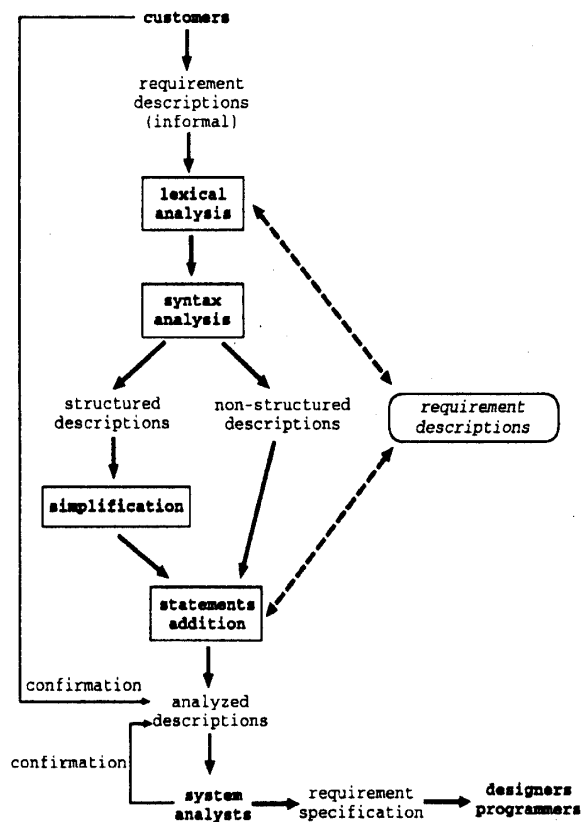 customers
requirement
descriptions
(informal)
lexical
analysis
syntax
analysis
structured
descriptions
non-structured
descriptions
requirement
descriptions
simplification
statements
addition
confirmation
analyzed
descriptions
confirmation
system
analysts
requirement
specification
designers
programmers